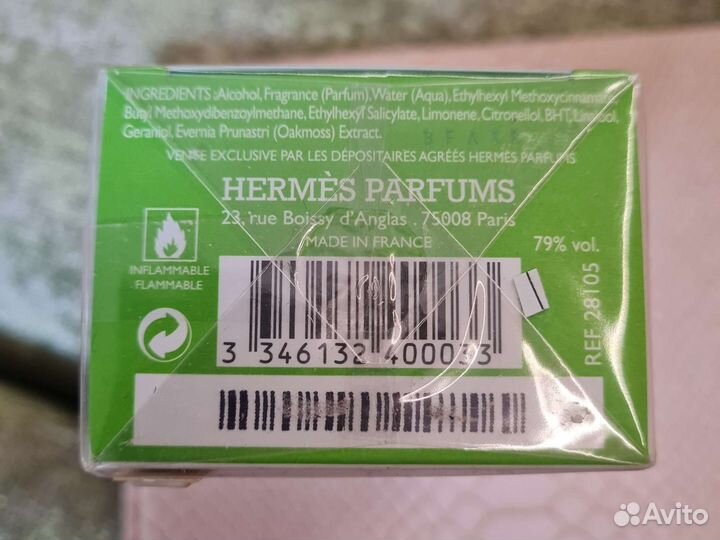 INGREDIENTS :Alcohol, Fragrance (Parfum), Water (Aqua), Ethylhexyl Methoxycinnamate,
Butyl Methoxydibenzoylmethane, Ethylhexyl Salicylate, Limonene, Citronellol, BHT, Linalool,
Geraniol, Evernia Prunastri (Oakmoss) Extract.
VENTE EXCLUSIVE PAR LES DÉPOSITAIRES AGRÉÉS HERMÈS PARFUMS
HERMÈS PARFUMS
23, rue Boissy d'Anglas . 75008 Paris
MADE IN FRANCE
79% vol.
INFLAMMABLE
FLAMMABLE
REF 28105
3 346132 400033
Avito